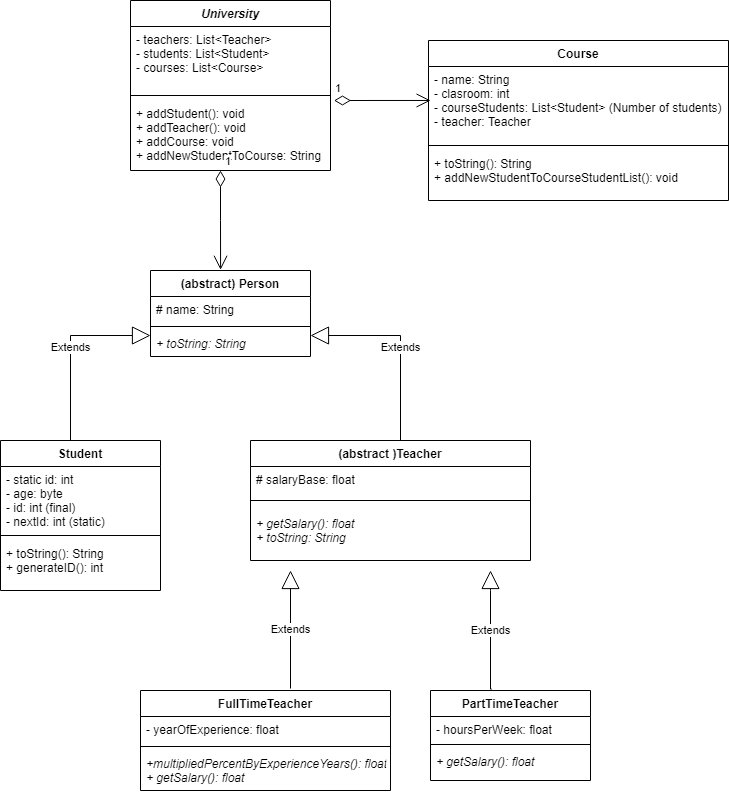 University
- teachers: List<Teacher>
- students: List<Student>
- courses: List<Course>
+ addStudent(): void
+ addTeacher(): void
+ addCourse: void
+ addNewStudentToCourse: String
1
1
Course
- name: String
- clasroom: int
- courseStudents: List<Student> (Number of students)
- teacher: Teacher
+ toString(): String
+ addNewStudentToCourseStudentList(): void
(abstract) Person
# name: String
+ toString: String
Extends
Extends
Student
- static id: int
- age: byte
- id: int (final)
- nextId: int (static)
+ toString(): String
+ generateID(): int
(abstract )Teacher
# salaryBase: float
+ getSalary(): float
+ toString: String
Extends
Extends
FullTimeTeacher
- yearOfExperience: float
+multipliedPercentByExperienceYears(): float
+ getSalary(): float
PartTimeTeacher
- hoursPerWeek: float
+ getSalary(): float